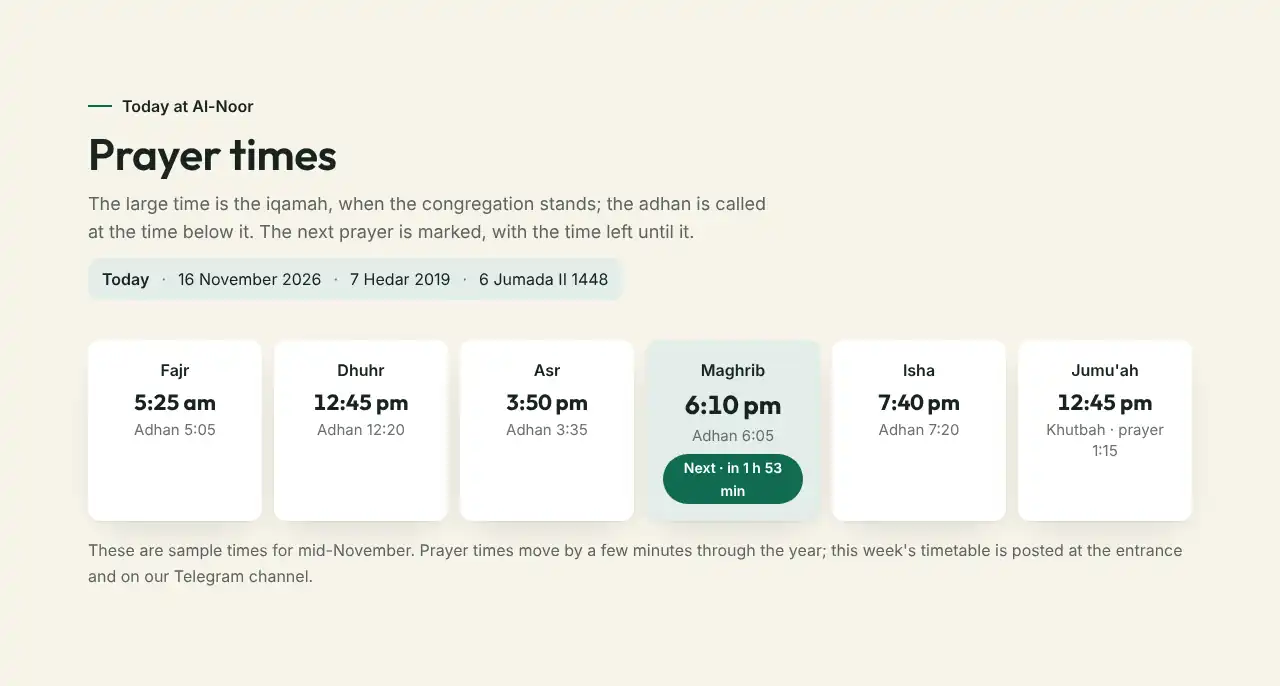 Today at Al-Noor
Prayer times
The large time is the iqamah, when the congregation stands; the adhan is called
at the time below it. The next prayer is marked, with the time left until it.
Today · 16 November 2026 · 7 Hedar 2019 · 6 Jumada II 1448
Fajr
5:25 am
Adhan 5:05
Dhuhr
12:45 pm
Adhan 12:20
Asr
3:50 pm
Adhan 3:35
Maghrib
6:10 pm
Adhan 6:05
Next · in 1 h 53
min
Isha
7:40 pm
Adhan 7:20
Jumu'ah
12:45 pm
Khutbah · prayer
1:15
These are sample times for mid-November. Prayer times move by a few minutes through the year; this week's timetable is posted at the entrance
and on our Telegram channel.